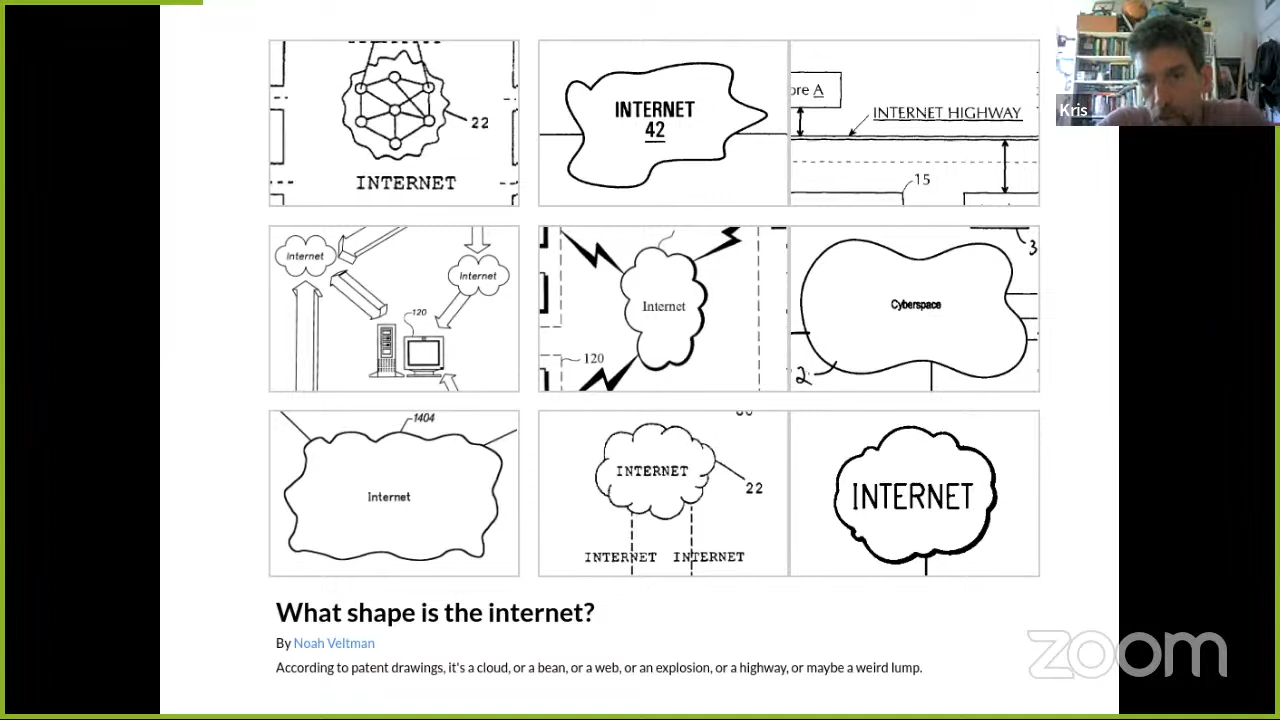 22
INTERNET
INTERNET
42
ore A
INTERNET HIGHWAY
15
Kris
Internet
Internet
120
Internet
120
Cyberspace
3
2
1404
Internet
INTERNET
22
INTERNET INTERNET
INTERNET
What shape is the internet?
By Noah Veltman
According to patent drawings, it's a cloud, or a bean, or a web, or an explosion, or a highway, or maybe a weird lump.
zoom